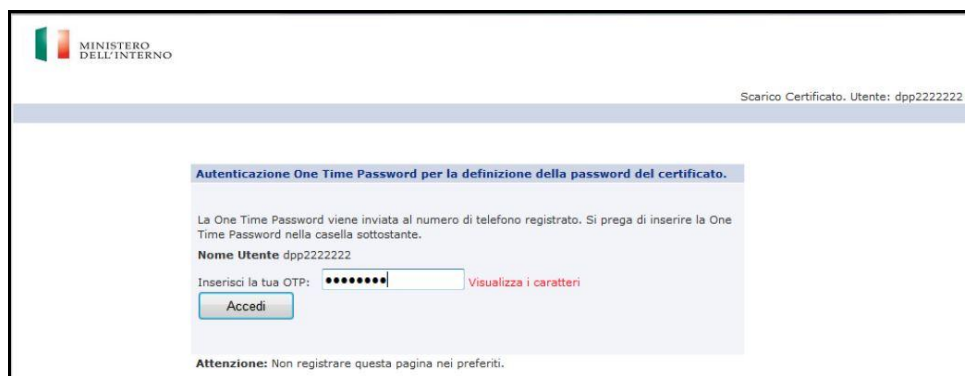 MINISTERO
DELL'INTERNO
Scarico Certificato. Utente: dpp2222222
Autenticazione One Time Password per la definizione della password del certificato.
La One Time Password viene inviata al numero di telefono registrato. Si prega di inserire la One
Time Password nella casella sottostante.
Nome Utente dpp2222222
Inserisci la tua OTP: ●●●●●●●● Visualizza i caratteri
Accedi
Attenzione: Non registrare questa pagina nei preferiti.